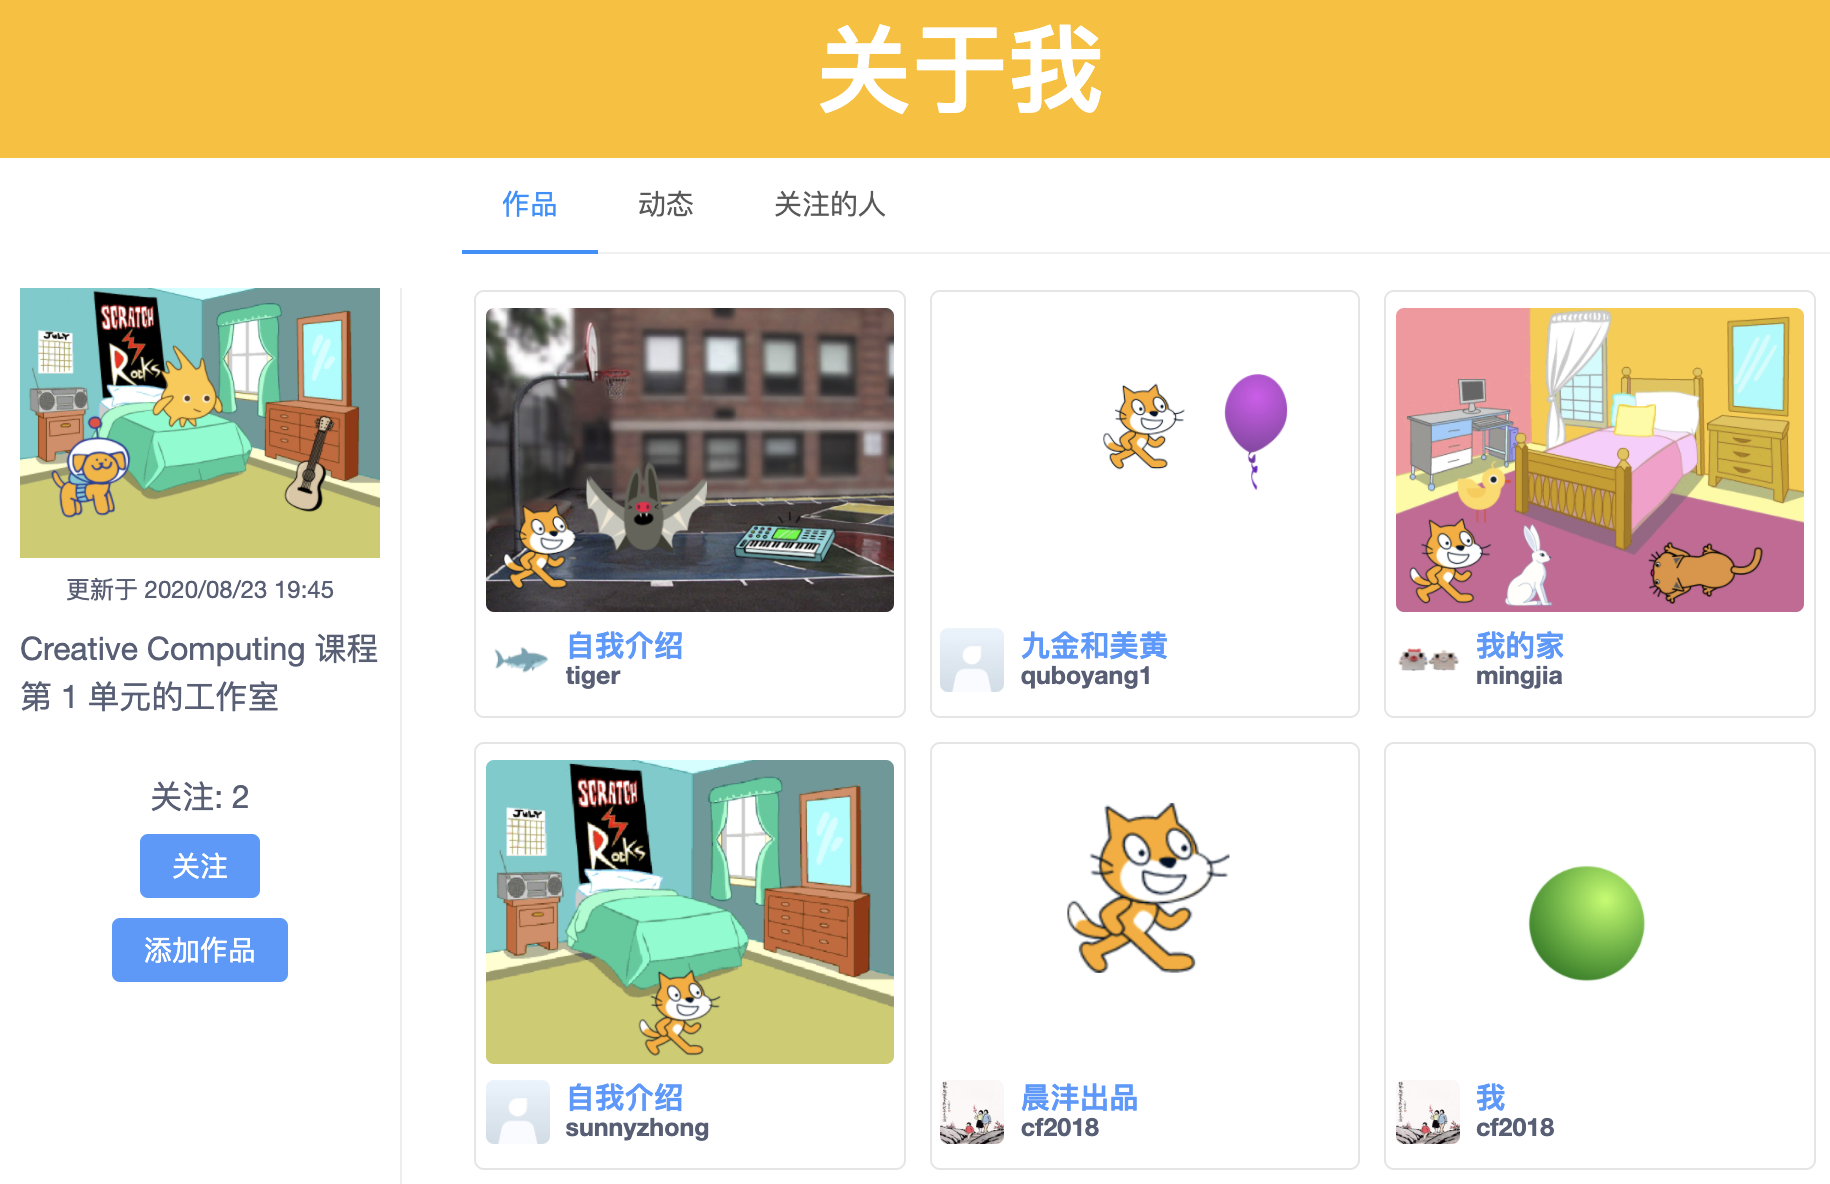 关于我
作品
动态
关注的人
JULY
SCRATCH
Rocks
更新于 2020/08/23 19:45
Creative Computing 课程
第 1 单元的工作室
关注: 2
关注
添加作品
自我介绍
tiger
九金和美黄
quboyang1
我的家
mingjia
JULY
SCRATCH
Rocks
自我介绍
sunnyzhong
晨沣出品
cf2018
我
cf2018